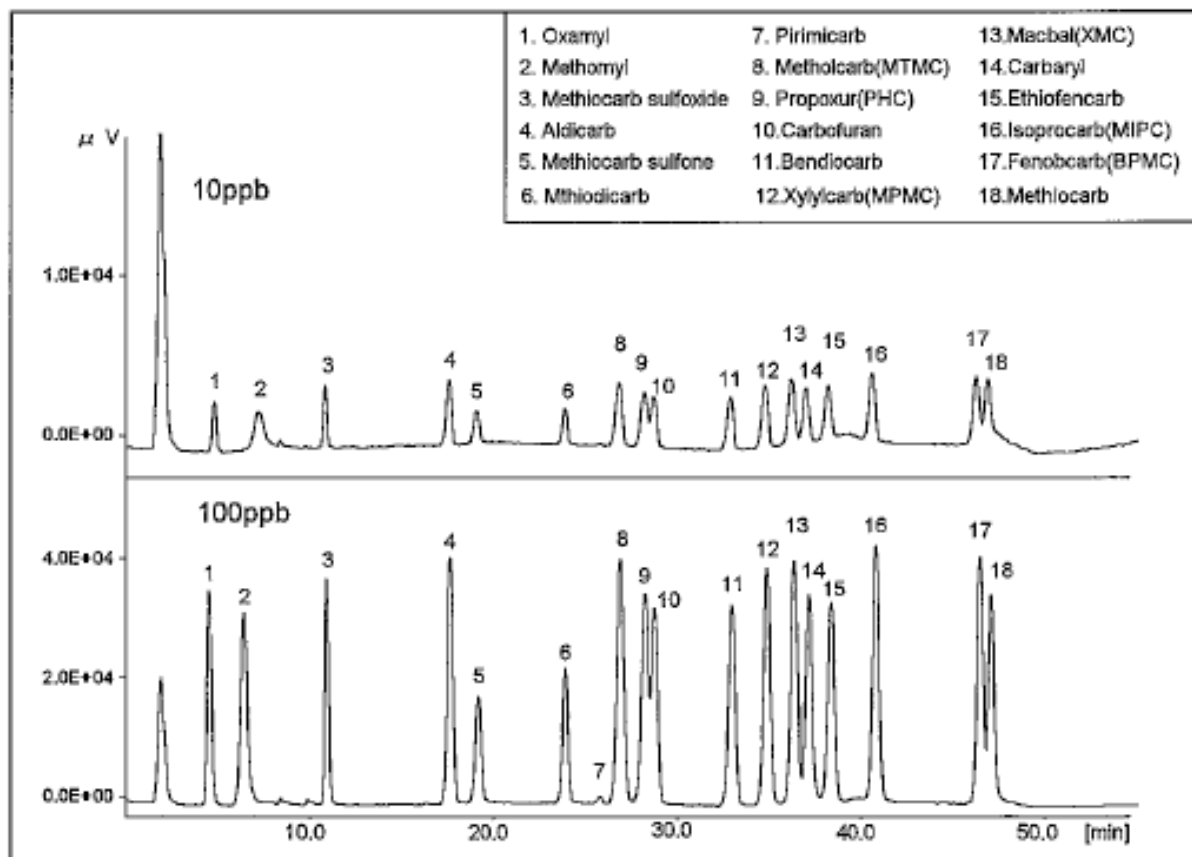 1. Oxamyl 7. Pirimicarb 13.Macbal(XMC)
2. Methomyl 8. Metholcarb(MTMC) 14.Carbaryl
3. Methiocarb sulfoxide 9. Propoxur(PHC) 15.Ethiofencarb
4. Aldicarb 10.Carbofuran 16.Isoprocarb(MIPC)
5. Methiocarb sulfone 11.Bendiocarb 17.Fenobcarb(BPMC)
6. Mthiodicarb 12.Xylylcarb(MPMC) 18.Methiocarb
μ V
10ppb
1.0E+04
0.0E+00
1 2 3 4 5 6 8 9 10 11 12 13 14 15 16 17 18
100ppb
4.0E+04
2.0E+04
0.0E+00
1 2 3 4 5 6 7 8 9 10 11 12 13 14 15 16 17 18
10.0 20.0 30.0 40.0 50.0 [min]